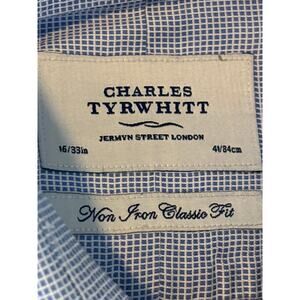 CHARLES
TYRWHITT
JERMYN STREET LONDON
16/33in 41/84cm
Non Iron Classic Fit